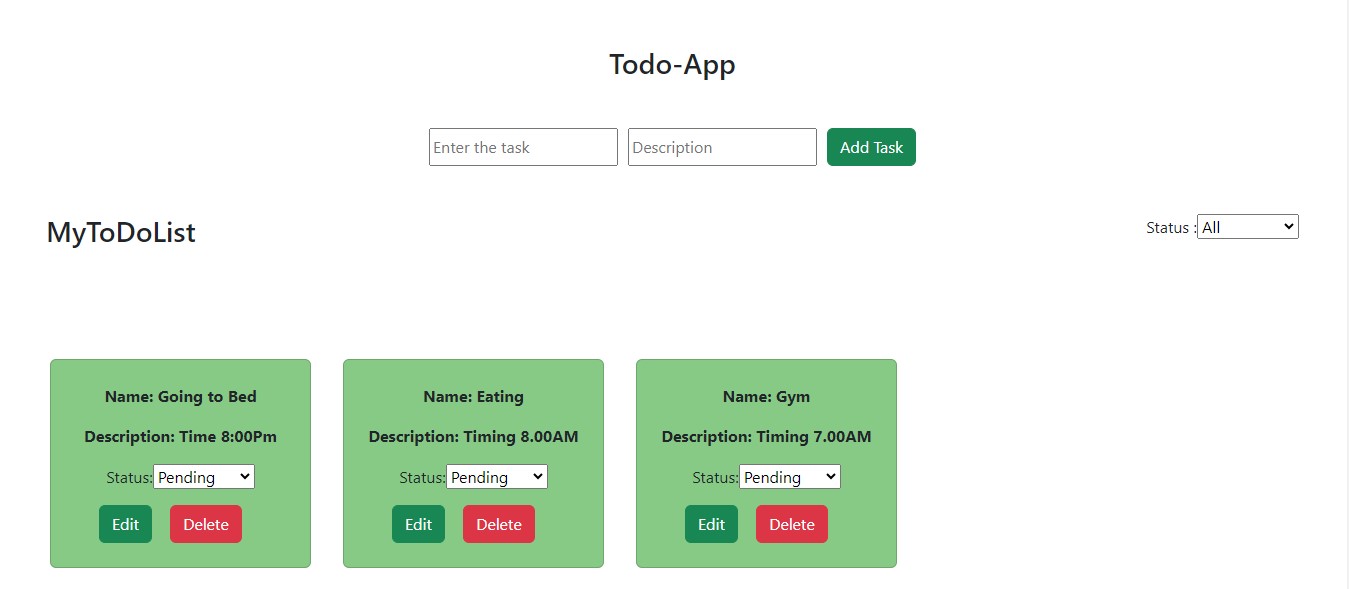 Todo-App
Enter the task Description Add Task
MyToDoList Status : All
Name: Going to Bed Name: Eating Name: Gym
Description: Time 8:00Pm Description: Timing 8.00AM Description: Timing 7.00AM
Status: Pending Status: Pending Status: Pending
Edit Delete Edit Delete Edit Delete